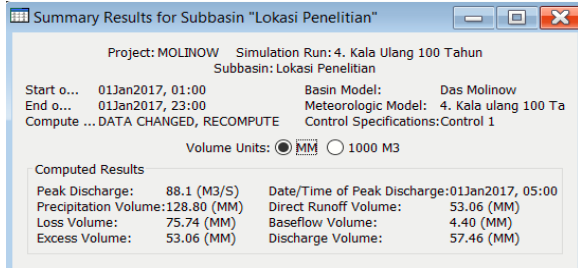 Summary Results for Subbasin "Lokasi Penelitian"
Project: MOLINOW Simulation Run: 4. Kala Ulang 100 Tahun
Subbasin: Lokasi Penelitian
Start o... 01Jan2017, 01:00 Basin Model: Das Molinow
End o... 01Jan2017, 23:00 Meteorologic Model: 4. Kala ulang 100 Ta
Compute ... DATA CHANGED, RECOMPUTE Control Specifications: Control 1
Volume Units: MM 1000 M3
Computed Results
Peak Discharge: 88.1 (M3/S) Date/Time of Peak Discharge: 01Jan2017, 05:00
Precipitation Volume: 128.80 (MM) Direct Runoff Volume: 53.06 (MM)
Loss Volume: 75.74 (MM) Baseflow Volume: 4.40 (MM)
Excess Volume: 53.06 (MM) Discharge Volume: 57.46 (MM)